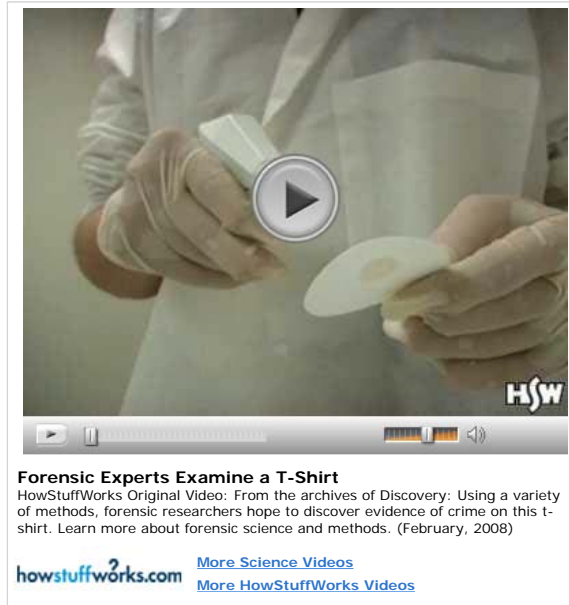 HSW
Forensic Experts Examine a T-Shirt
HowStuffWorks Original Video: From the archives of Discovery: Using a variety
of methods, forensic researchers hope to discover evidence of crime on this t-
shirt. Learn more about forensic science and methods. (February, 2008)
howstuffworks.com
More Science Videos
More HowStuffWorks Videos